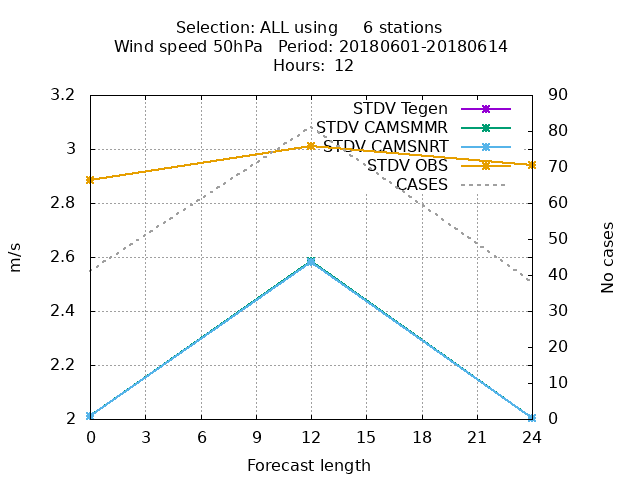 Selection: ALL using     6 stations
Wind speed 50hPa   Period: 20180601-20180614
Hours: 12
3.2
3
2.8
2.6
2.4
2.2
2
m/s
STDV Tegen
STDV CAMSMMR
STDV CAMSNRT
STDV OBS
CASES
90
80
70
60
50
40
30
20
10
0
No cases
0 3 6 9 12 15 18 21 24
Forecast length